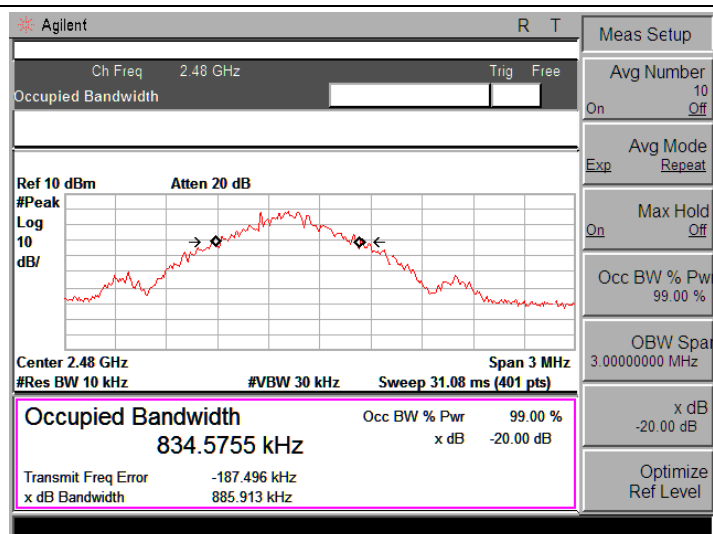 Agilent R T
Ch Freq 2.48 GHz Trig Free
Occupied Bandwidth
Ref 10 dBm Atten 20 dB
#Peak
Log
10
dB/
Center 2.48 GHz Span 3 MHz
#Res BW 10 kHz #VBW 30 kHz Sweep 31.08 ms (401 pts)
Occupied Bandwidth
834.5755 kHz
Occ BW % Pwr 99.00 %
x dB -20.00 dB
Transmit Freq Error -187.496 kHz
x dB Bandwidth 885.913 kHz
Meas Setup
Avg Number
10
On Off
Avg Mode
Exp Repeat
Max Hold
On Off
Occ BW % Pwr
99.00 %
OBW Spar
3.00000000 MHz
x dB
-20.00 dB
Optimize
Ref Level